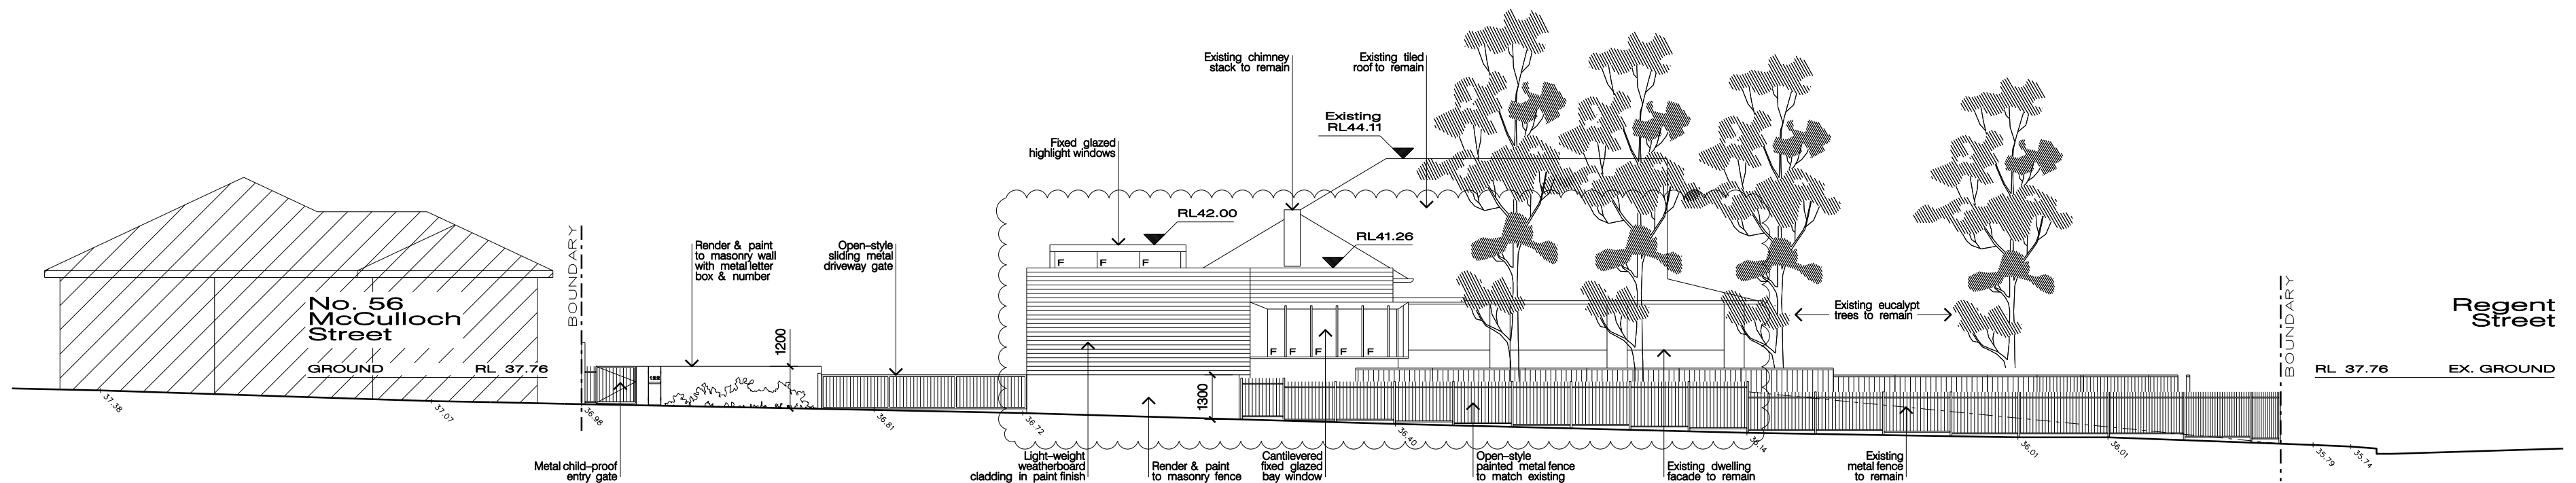 Existing chimney
stack to remain
Existing tiled
roof to remain
Existing
RL44.11
Fixed glazed
highlight windows
RL42.00
RL41.26
BOUNDARY
Render & paint
to masonry wall
with metal letter
box & number
Open-style
sliding metal
driveway gate
F F F
No. 56
McCulloch
Street
GROUND RL 37.76
1200
F F F F F
1300
Existing eucalypt
trees to remain
BOUNDARY
Regent
Street
RL 37.76 EX. GROUND
37.38
37.07
36.98
36.81
36.72
36.40
36.14
36.01
36.01
35.79
35.74
Metal child-proof
entry gate
Light-weight
weatherboard
cladding in paint finish
Render & paint
to masonry fence
Cantilevered
fixed glazed
bay window
Open-style
painted metal fence
to match existing
Existing dwelling
facade to remain
Existing
metal fence
to remain